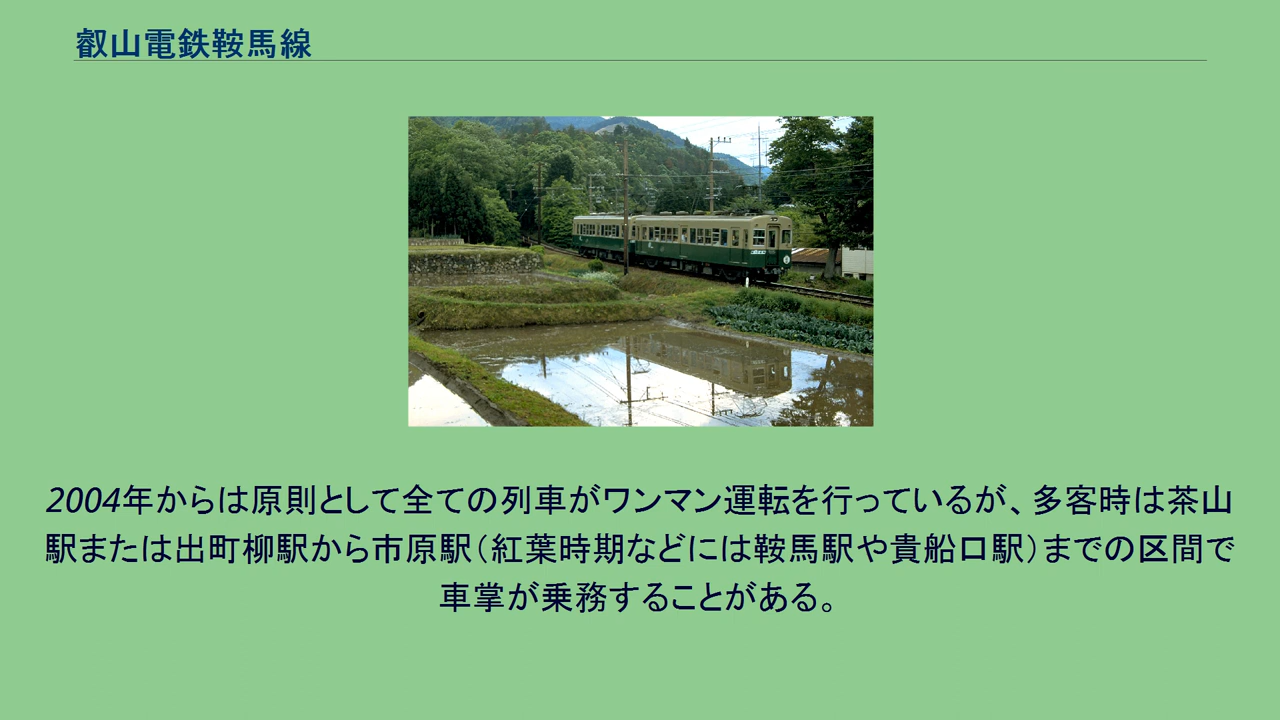 叡山電鉄鞍馬線
2004年からは原則として全ての列車がワンマン運転を行っているが、多客時は茶山
駅または出町柳駅から市原駅（紅葉時期などには鞍馬駅や貴船口駅）までの区間で
車掌が乗務することがある。